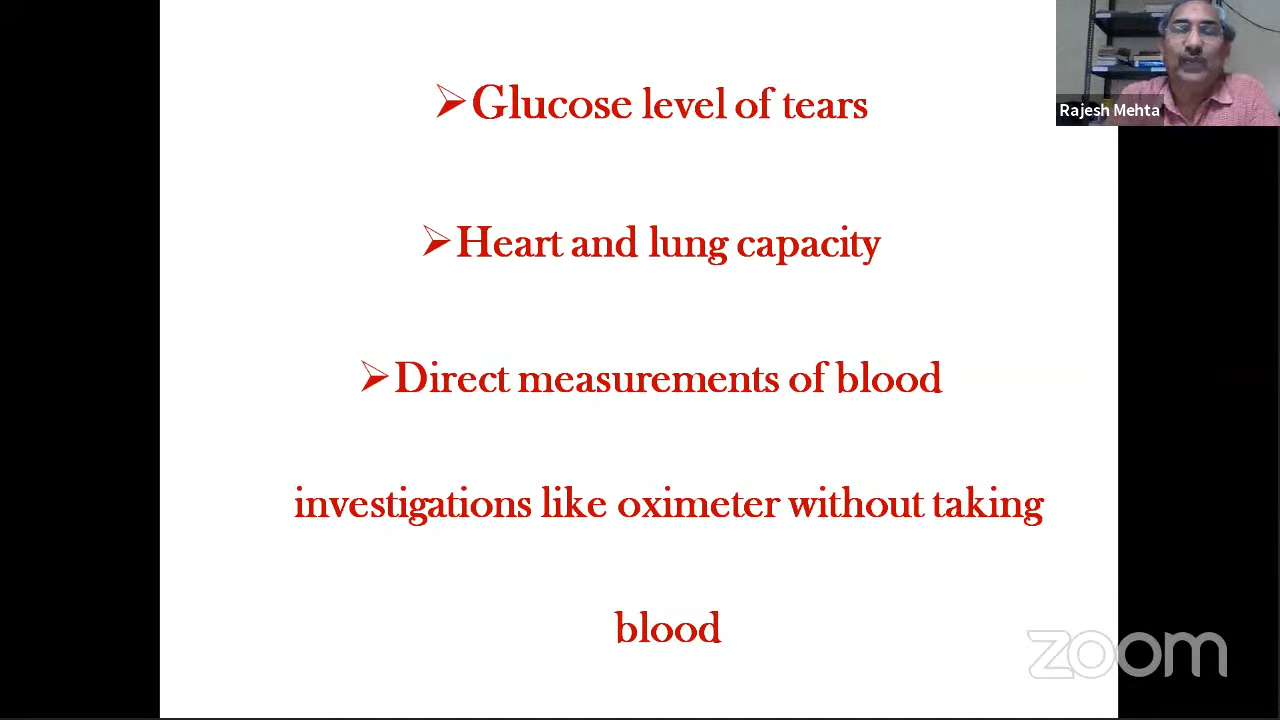 ➢Glucose level of tears
Rajesh Mehta
➢Heart and lung capacity
➢Direct measurements of blood
investigations like oximeter without taking
blood
zoom